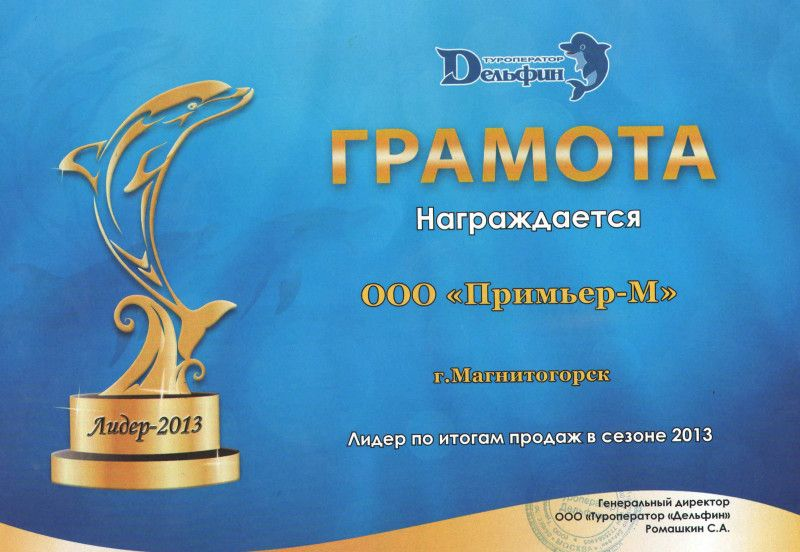 ТУРОПЕРАТОР
Дельфин
ГРАМОТА
Награждается
ООО «Примьер-М»
г.Магнитогорск
Лидер-2013
Лидер по итогам продаж в сезоне 2013
Генеральный директор
ООО «Туроператор «Дельфин»
Ромашкин С.А.